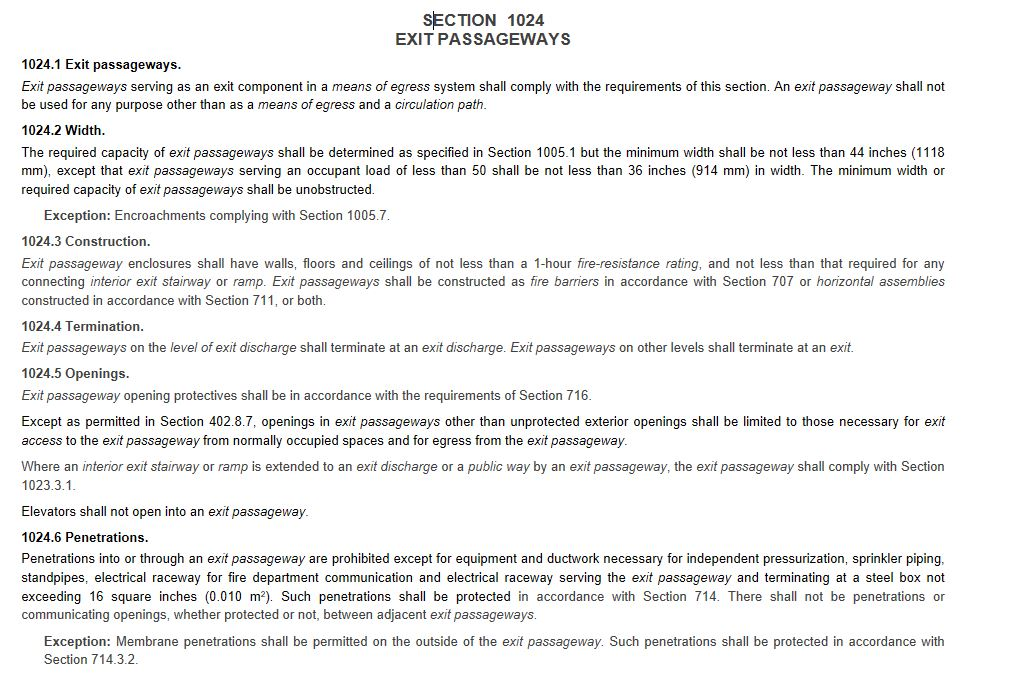 SECTION 1024
EXIT PASSAGEWAYS
1024.1 Exit passageways.
Exit passageways serving as an exit component in a means of egress system shall comply with the requirements of this section. An exit passageway shall not
be used for any purpose other than as a means of egress and a circulation path.
1024.2 Width.
The required capacity of exit passageways shall be determined as specified in Section 1005.1 but the minimum width shall be not less than 44 inches (1118
mm), except that exit passageways serving an occupant load of less than 50 shall be not less than 36 inches (914 mm) in width. The minimum width or
required capacity of exit passageways shall be unobstructed.
Exception: Encroachments complying with Section 1005.7.
1024.3 Construction.
Exit passageway enclosures shall have walls, floors and ceilings of not less than a 1-hour fire-resistance rating, and not less than that required for any
connecting interior exit stairway or ramp. Exit passageways shall be constructed as fire barriers in accordance with Section 707 or horizontal assemblies
constructed in accordance with Section 711, or both.
1024.4 Termination.
Exit passageways on the level of exit discharge shall terminate at an exit discharge. Exit passageways on other levels shall terminate at an exit.
1024.5 Openings.
Exit passageway opening protectives shall be in accordance with the requirements of Section 716.
Except as permitted in Section 402.8.7, openings in exit passageways other than unprotected exterior openings shall be limited to those necessary for exit
access to the exit passageway from normally occupied spaces and for egress from the exit passageway.
Where an interior exit stairway or ramp is extended to an exit discharge or a public way by an exit passageway, the exit passageway shall comply with Section
1023.3.1.
Elevators shall not open into an exit passageway.
1024.6 Penetrations.
Penetrations into or through an exit passageway are prohibited except for equipment and ductwork necessary for independent pressurization, sprinkler piping,
standpipes, electrical raceway for fire department communication and electrical raceway serving the exit passageway and terminating at a steel box not
exceeding 16 square inches (0.010 m²). Such penetrations shall be protected in accordance with Section 714. There shall not be penetrations or
communicating openings, whether protected or not, between adjacent exit passageways.
Exception: Membrane penetrations shall be permitted on the outside of the exit passageway. Such penetrations shall be protected in accordance with
Section 714.3.2.